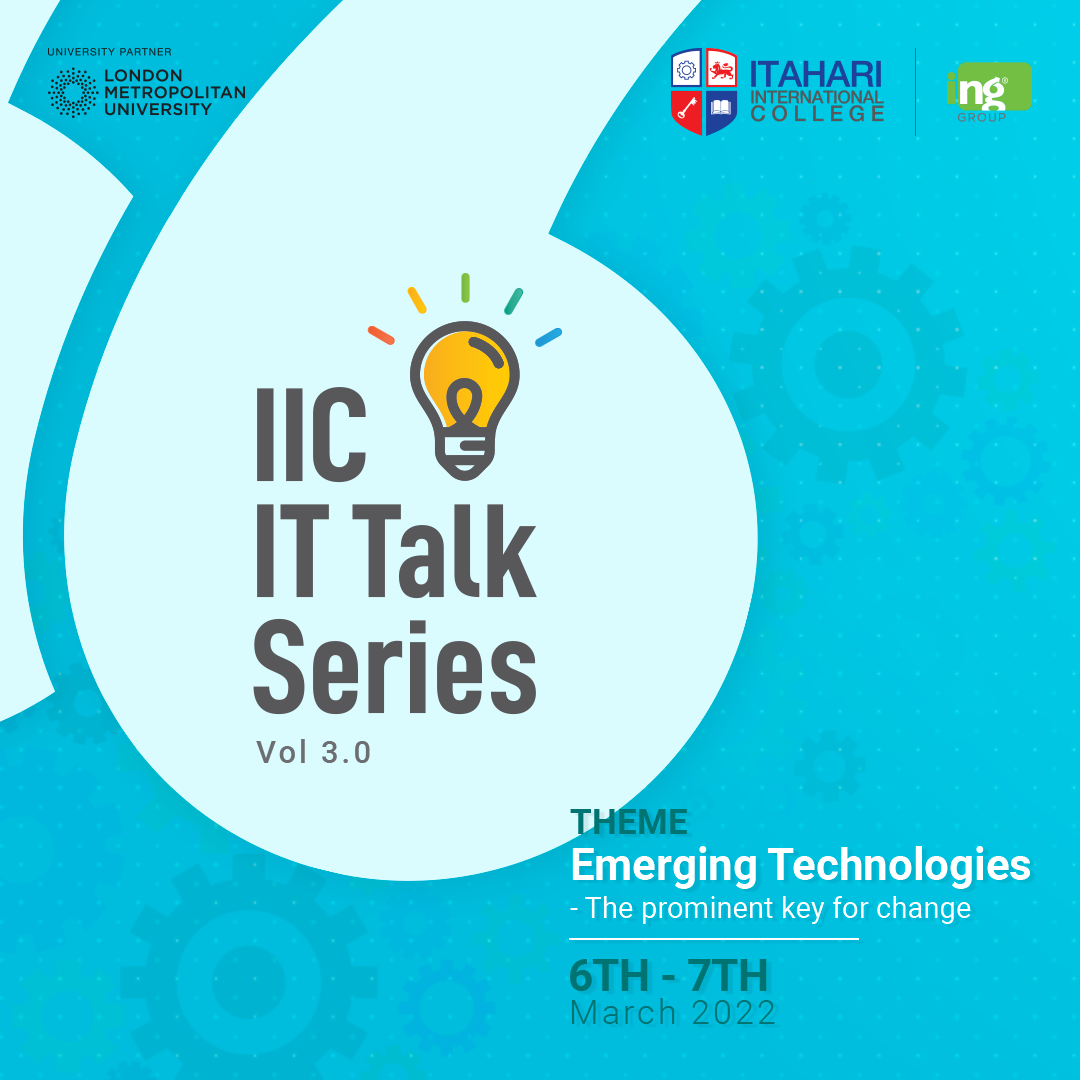 UNIVERSITY PARTNER
LONDON
METROPOLITAN
UNIVERSITY
ITAHARI
INTERNATIONAL
COLLEGE
ing®
GROUP
IIC
IT Talk
Series
Vol 3.0
THEME
Emerging Technologies
- The prominent key for change
6TH - 7TH
March 2022